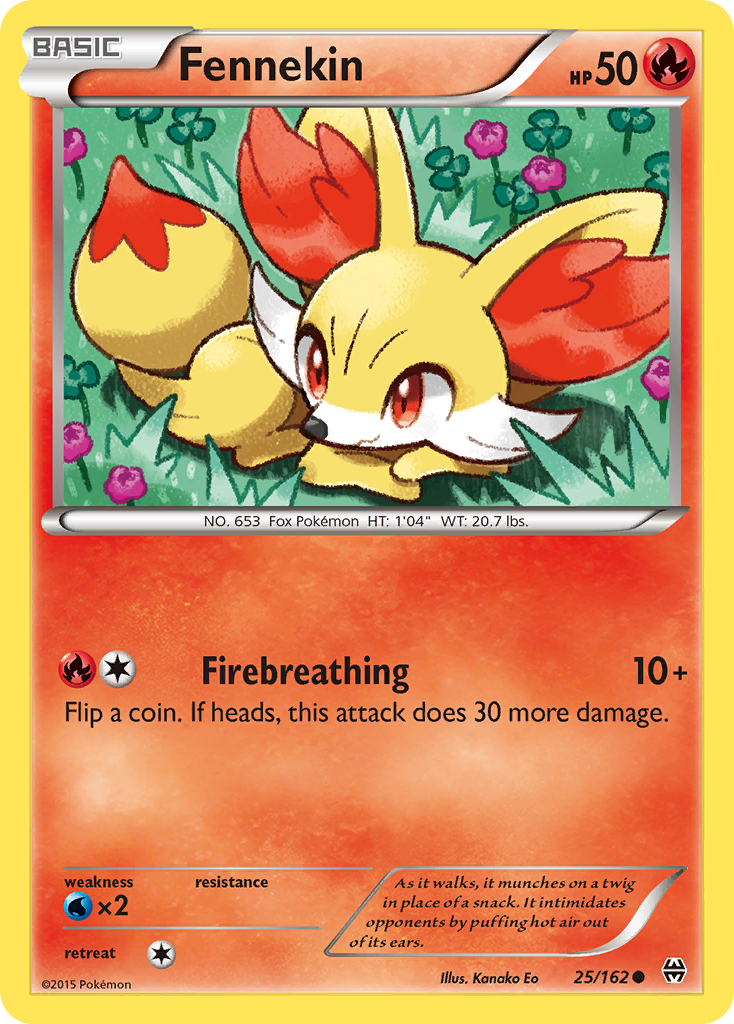 BASIC
Fennekin
HP 50
NO. 653 Fox Pokémon HT: 1'04" WT: 20.7 lbs.
Firebreathing 10+
Flip a coin. If heads, this attack does 30 more damage.
weakness resistance
×2
retreat
As it walks, it munches on a twig
in place of a snack. It intimidates
opponents by puffing hot air out
of its ears.
©2015 Pokémon
Illus. Kanako Eo
25/162